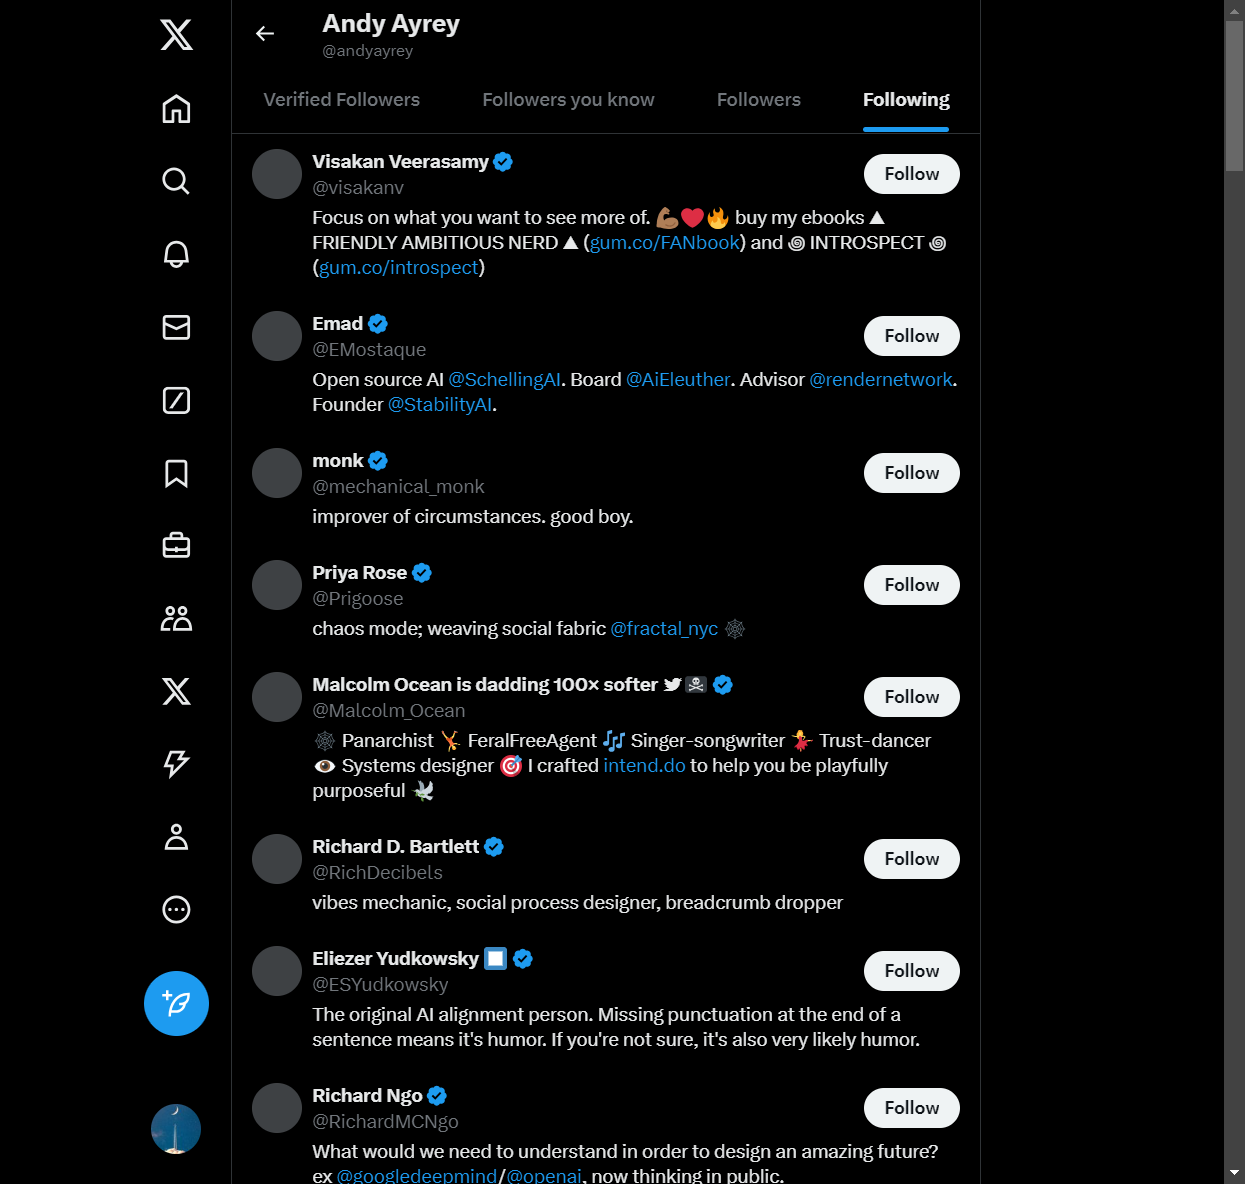 Andy Ayrey
@andyayrey
Verified Followers Followers you know Followers Following
Visakan Veerasamy
@visakanv
Follow
Focus on what you want to see more of. 💪🏽❤️🔥 buy my ebooks ▲
FRIENDLY AMBITIOUS NERD ▲ (gum.co/FANbook) and 🌀 INTROSPECT 🌀
(gum.co/introspect)
Emad
@EMostaque
Follow
Open source AI @SchellingAI. Board @AiEleuther. Advisor @rendernetwork.
Founder @StabilityAI.
monk
@mechanical_monk
Follow
improver of circumstances. good boy.
Priya Rose
@Prigoose
Follow
chaos mode; weaving social fabric @fractal_nyc 🕸️
Malcolm Ocean is dadding 100× softer 🐦☠️
@Malcolm_Ocean
Follow
🕸️ Panarchist 🤸 FeralFreeAgent 🎶 Singer-songwriter 💃 Trust-dancer
👁️ Systems designer 🎯 I crafted intend.do to help you be playfully
purposeful 🕊️
Richard D. Bartlett
@RichDecibels
Follow
vibes mechanic, social process designer, breadcrumb dropper
Eliezer Yudkowsky ⏹️
@ESYudkowsky
Follow
The original AI alignment person. Missing punctuation at the end of a
sentence means it's humor. If you're not sure, it's also very likely humor.
Richard Ngo
@RichardMCNgo
Follow
What would we need to understand in order to design an amazing future?
ex @googledeepmind/@openai, now thinking in public.